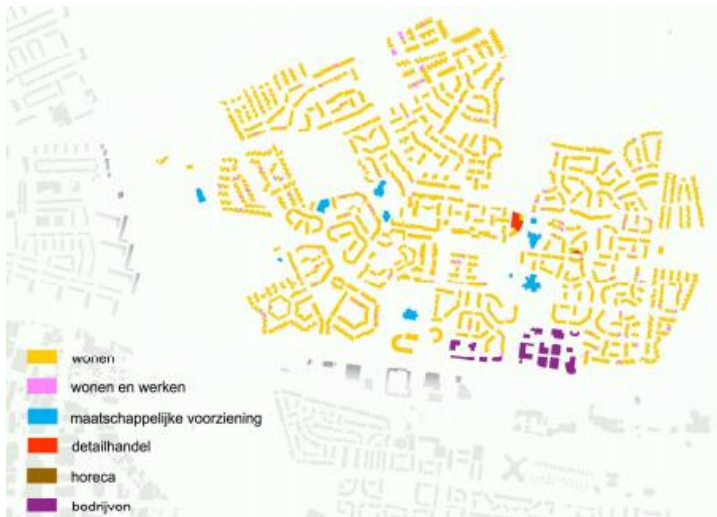 wonen
wonen en werken
maatschappelijke voorziening
detailhandel
horeca
bedrijven